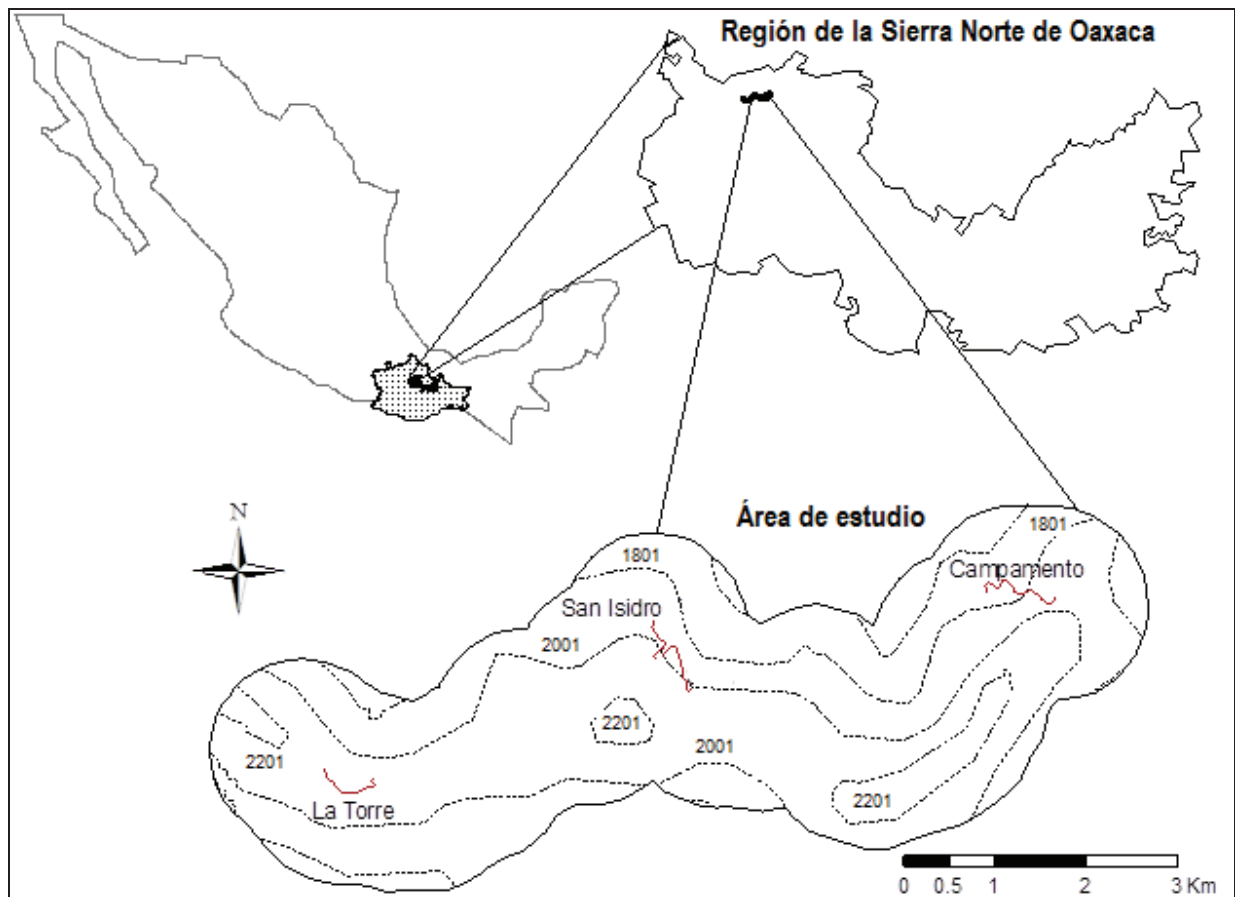 Región de la Sierra Norte de Oaxaca
Área de estudio
N
1801
1801
Campamento
San Isidro
2001
2201
2001
2201
La Torre
2201
0 0.5 1 2 3 Km